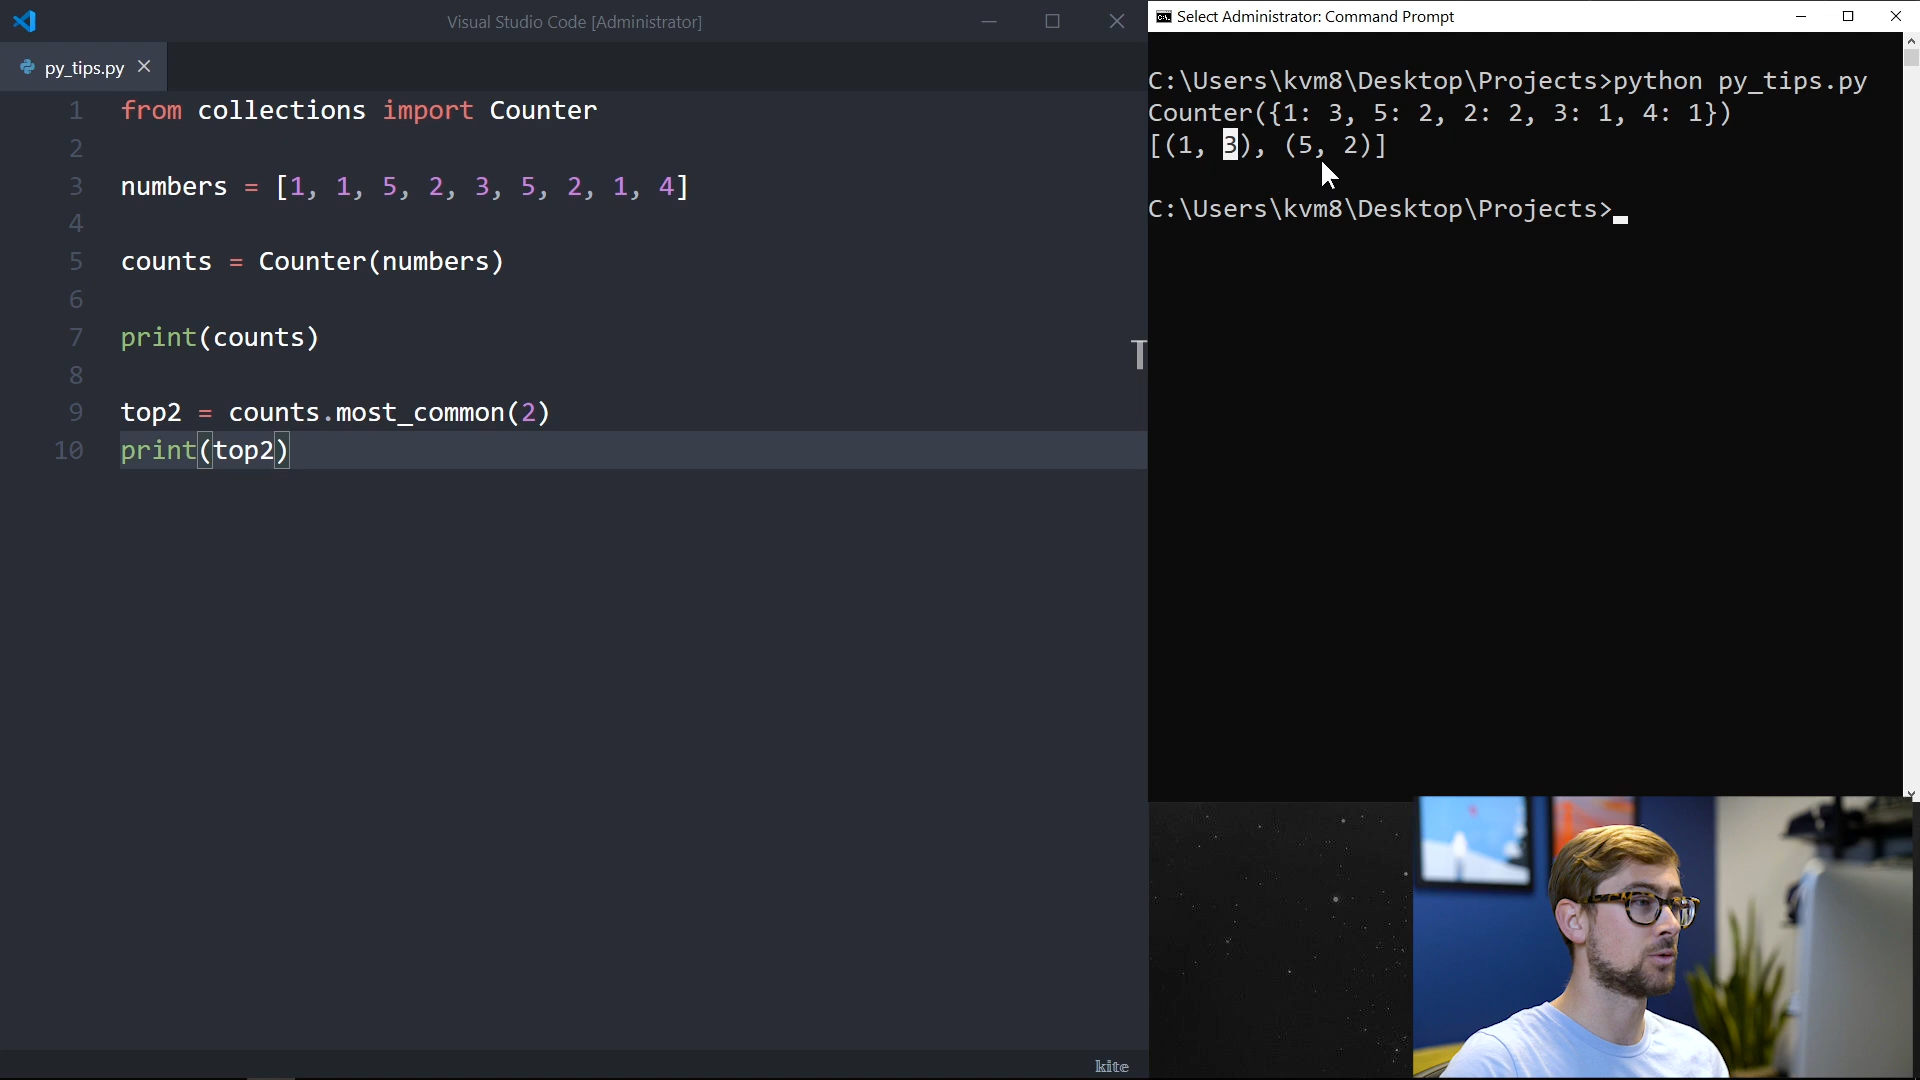 Visual Studio Code [Administrator]
py_tips.py
1 from collections import Counter
2
3 numbers = [1, 1, 5, 2, 3, 5, 2, 1, 4]
4
5 counts = Counter(numbers)
6
7 print(counts)
8
9 top2 = counts.most_common(2)
10 print(top2)
kite
Select Administrator: Command Prompt
C:\Users\kvm8\Desktop\Projects>python py_tips.py
Counter({1: 3, 5: 2, 2: 2, 3: 1, 4: 1})
[(1, 3), (5, 2)]
C:\Users\kvm8\Desktop\Projects>